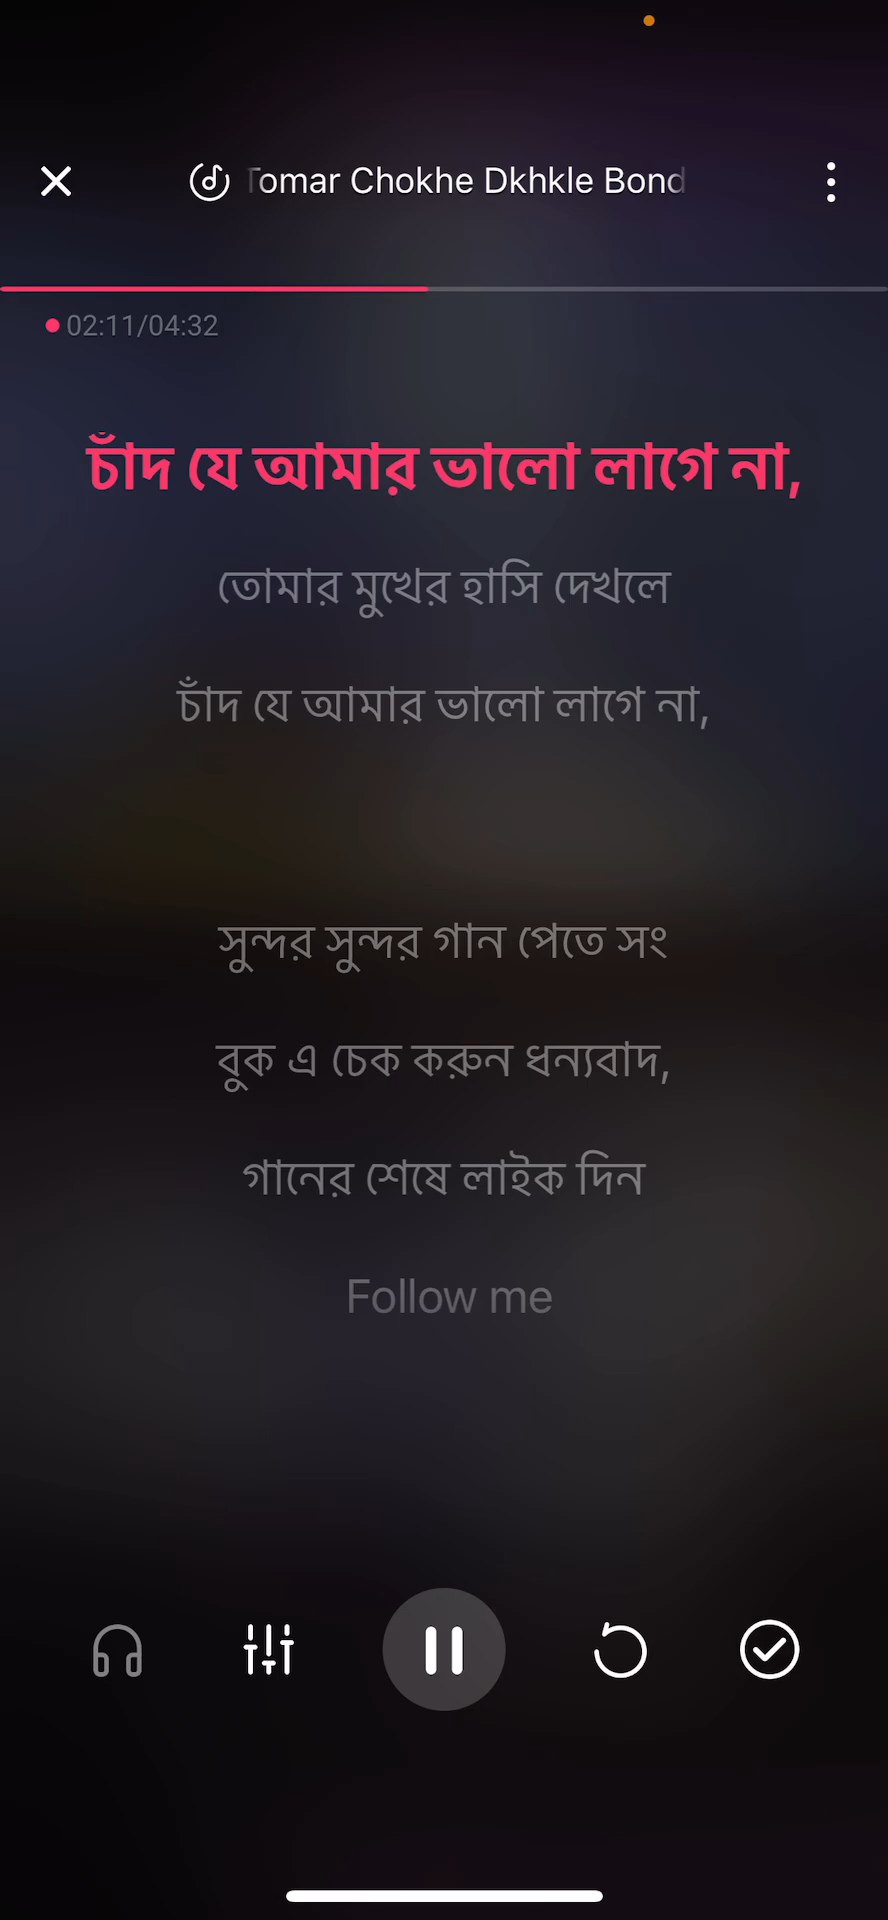 Tomar Chokhe Dkhkle Bond
02:11/04:32
চাঁদ যে আমার ভালো লাগে না,
তোমার মুখের হাসি দেখলে
চাঁদ যে আমার ভালো লাগে না,
সুন্দর সুন্দর গান পেতে সং
বুক এ চেক করুন ধন্যবাদ,
গানের শেষে লাইক দিন
Follow me